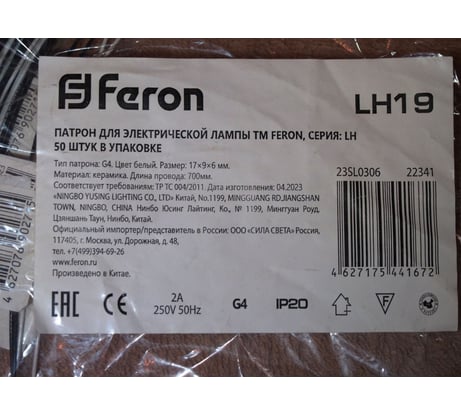 Feron
LH19
ПАТРОН ДЛЯ ЭЛЕКТРИЧЕСКОЙ ЛАМПЫ ТМ FERON, СЕРИЯ: LH
50 ШТУК В УПАКОВКЕ
Тип патрона: G4. Цвет белый. Размер: 17×9×6 мм.
Материал: керамика. Длина провода: 700мм.
Соответствие требованиям: ТР ТС 004/2011. Дата изготовления: 04.2023
«NINGBO YUSING LIGHTING CO., LTD» Китай, No.1199, MINGGUANG RD.JIANGSHAN
TOWN, NINGBO, CHINA/ООО "Нинбо Юсинг Лайтинг, Ко., № 1199, Минггуан Роуд,
Цзяншань Таун, Нинбо, Китай.
Официальный импортер/представитель в России: ООО «СИЛА СВЕТА» Россия,
117405, г. Москва, ул. Дорожная, д. 48,
тел. +7(499)394-69-26
www.feron.ru
Произведено в Китае.
23SL0306 22341
4 627175 441672
EAC CE
2A
250V 50Hz
G4
IP20
F